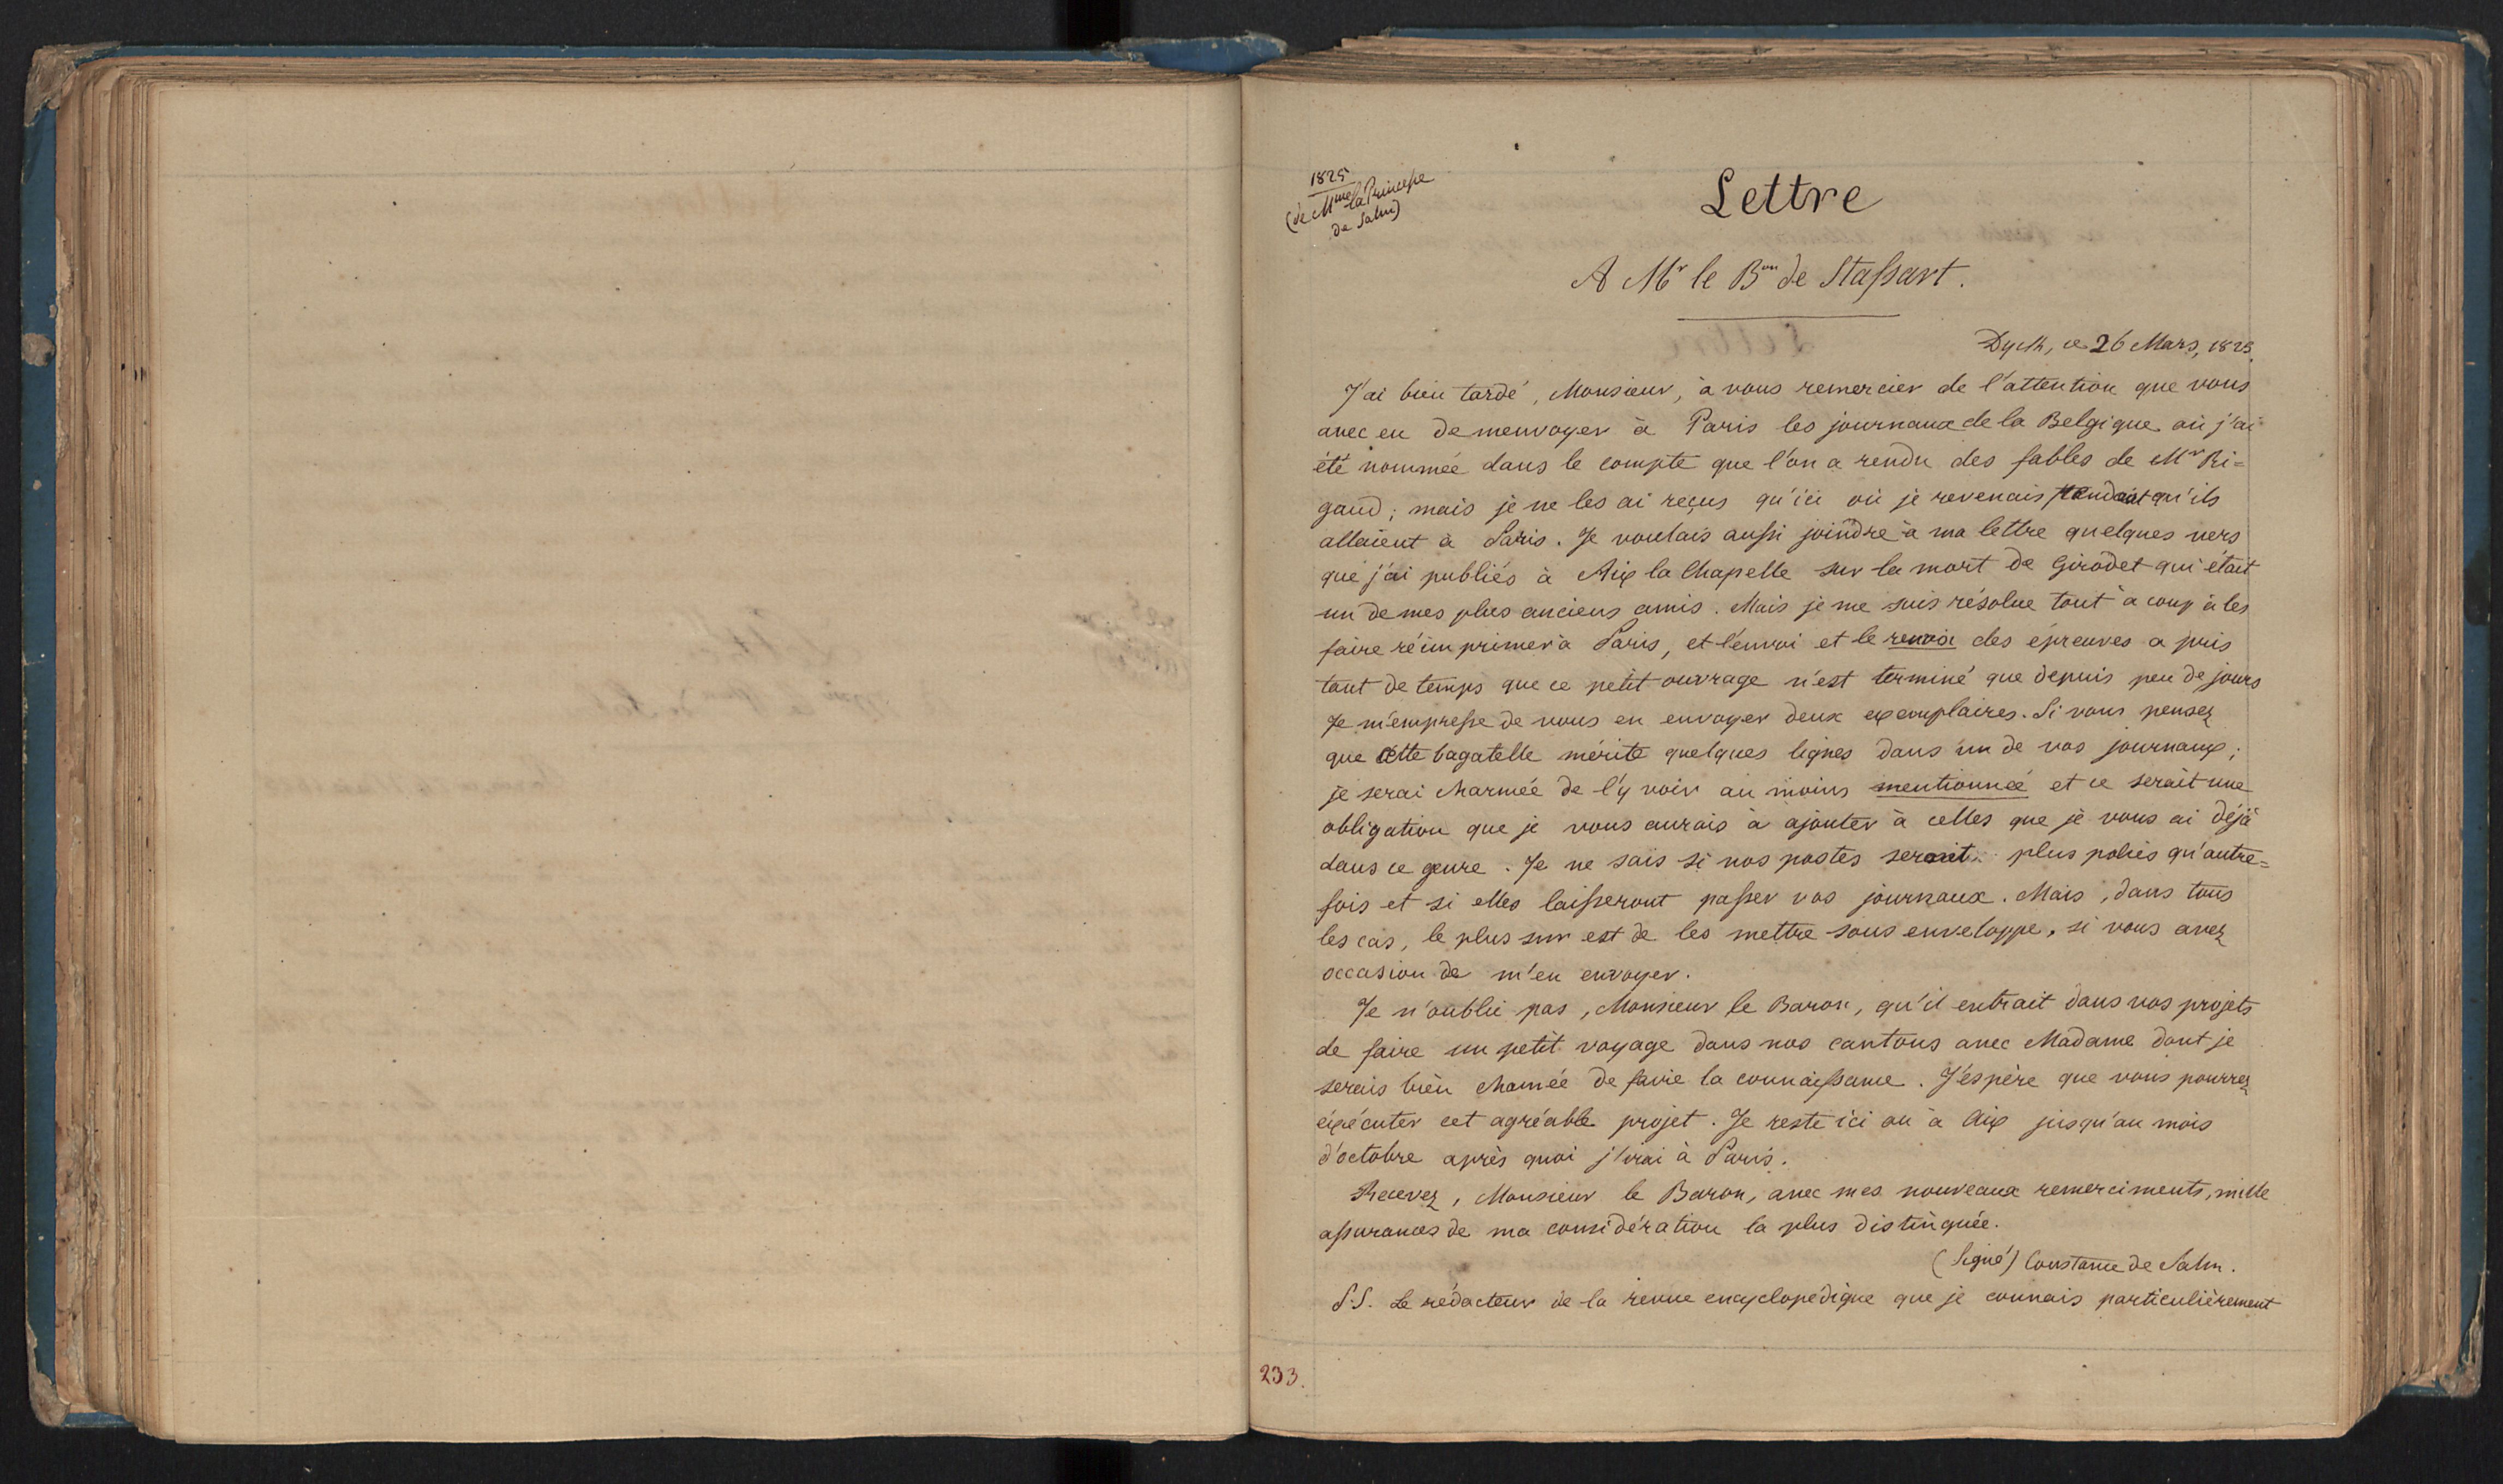 1825
(de Mme la Princesse
de Salm)
Lettre
A Mr le Bon de Stassart.
Dyck, ce 26 Mars, 1825.
J'ai bien tardé, Monsieur, à vous remercier de l'attention que vous
avec eu de menvoyer à Paris les journaux de la Belgique où j'ai
été nommée dans le compte que l'on a rendu des fables de Mr Ri=
gaud; mais je ne les ai reçus qu'ici où je revenais pendant qu'ils
allaient à Paris. Je voulais aussi joindre à ma lettre quelques vers
que j'ai publiés à Aix la Chapelle sur la mort de Girodet qui était
un de mes plus anciens amis. Mais je me suis résolue tout à coup à les
faire réimprimer à Paris, et l'envoi et le renvoi des épreuves a pris
tant de temps que ce petit ouvrage n'est terminé que depuis peu de jours
Je m'empresse de vous en envoyer deux exemplaires. Si vous pensez
que cette bagatelle mérite quelques lignes dans un de vos journaux;
je serai charmée de l'y voir au moins mentionnée et ce serait une
obligation que je vous aurais à ajouter à celles que je vous ai déjà
dans ce genre. Je ne sais si nos postes seront plus polies qu'autre=
fois et si elles laisseront passer vos journaux. Mais, dans tous
les cas, le plus sur est de les mettre sous enveloppe, si vous avez
occasion de m'en envoyer.
Je n'oublie pas, Monsieur le Baron, qu'il entrait dans vos projets
de faire un petit voyage dans nos cantons avec Madame dont je
serais bien chamée de faire la connaissance. J'espère que vous pourrez
éxécuter cet agréable projet. Je reste ici ou à Aix jusqu'au mois
d'octobre après quoi j'irai à Paris.
Recevez, Monsieur le Baron, avec mes nouveaux remerciments, mille
assurances de ma considération la plus distinguée.
(Signé) Constance de Salm.
P.S. Le rédacteur de la revue encyclopédique que je connais particulièrement
233.